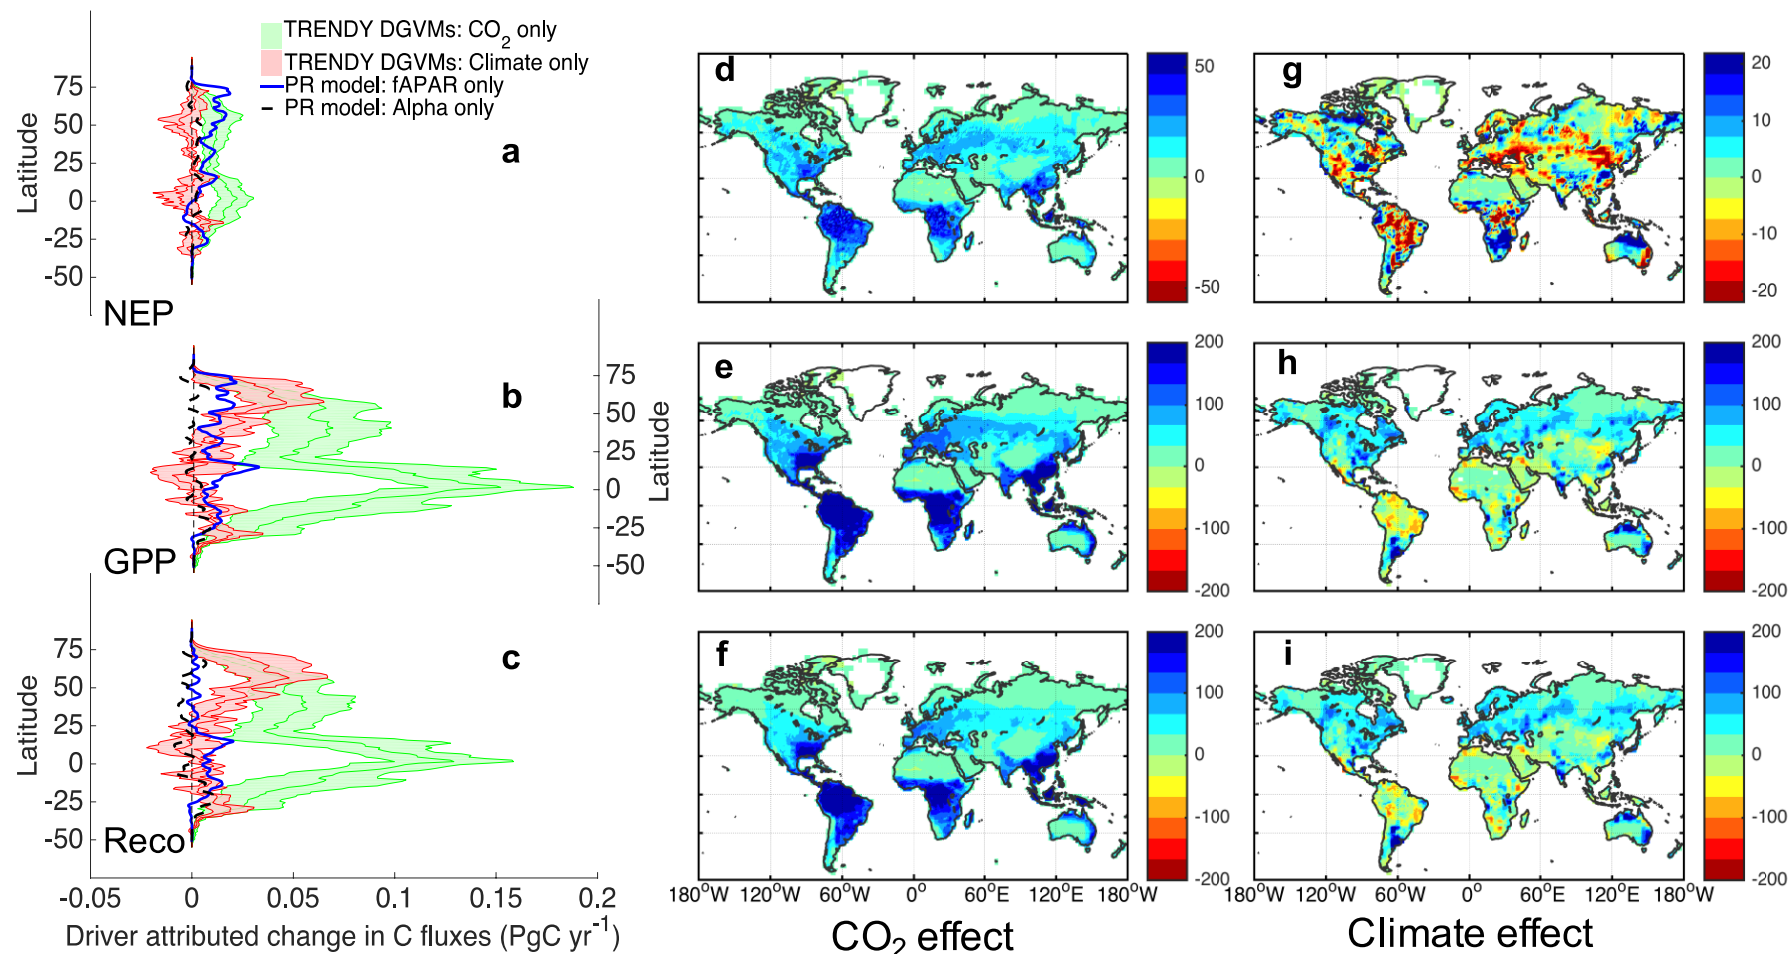 TRENDY DGVMs: CO2 only
TRENDY DGVMs: Climate only
PR model: fAPAR only
PR model: Alpha only
75
50
25
0
-25
-50
Latitude
a
NEP
75
50
25
0
-25
-50
Latitude
b
GPP
75
50
25
0
-25
-50
Latitude
c
Reco
-0.05 0 0.05 0.1 0.15 0.2
Driver attributed change in C fluxes (PgC yr-1)
d
50
0
-50
g
20
10
0
-10
-20
e
200
100
0
-100
-200
h
200
100
0
-100
-200
f
200
100
0
-100
-200
i
200
100
0
-100
-200
180°W 120°W 60°W 0°E 60°E 120°E 180°W
180°W 120°W 60°W 0° 60°E 120°E 180°W
CO2 effect
Climate effect